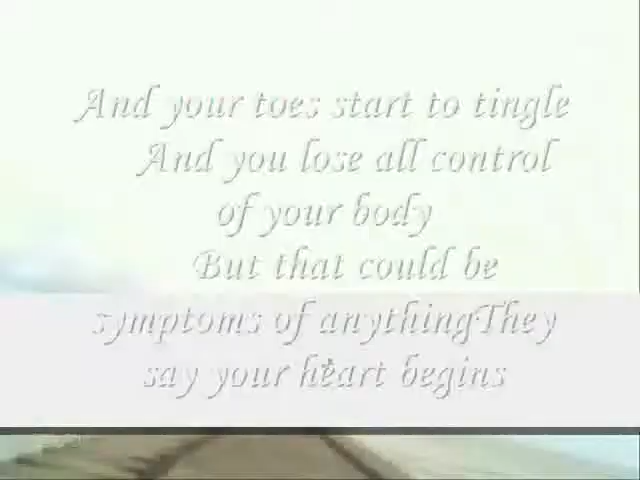 And your toes start to tingle
And you lose all control
of your body
But that could be
symptoms of anythingThey
say your heart begins